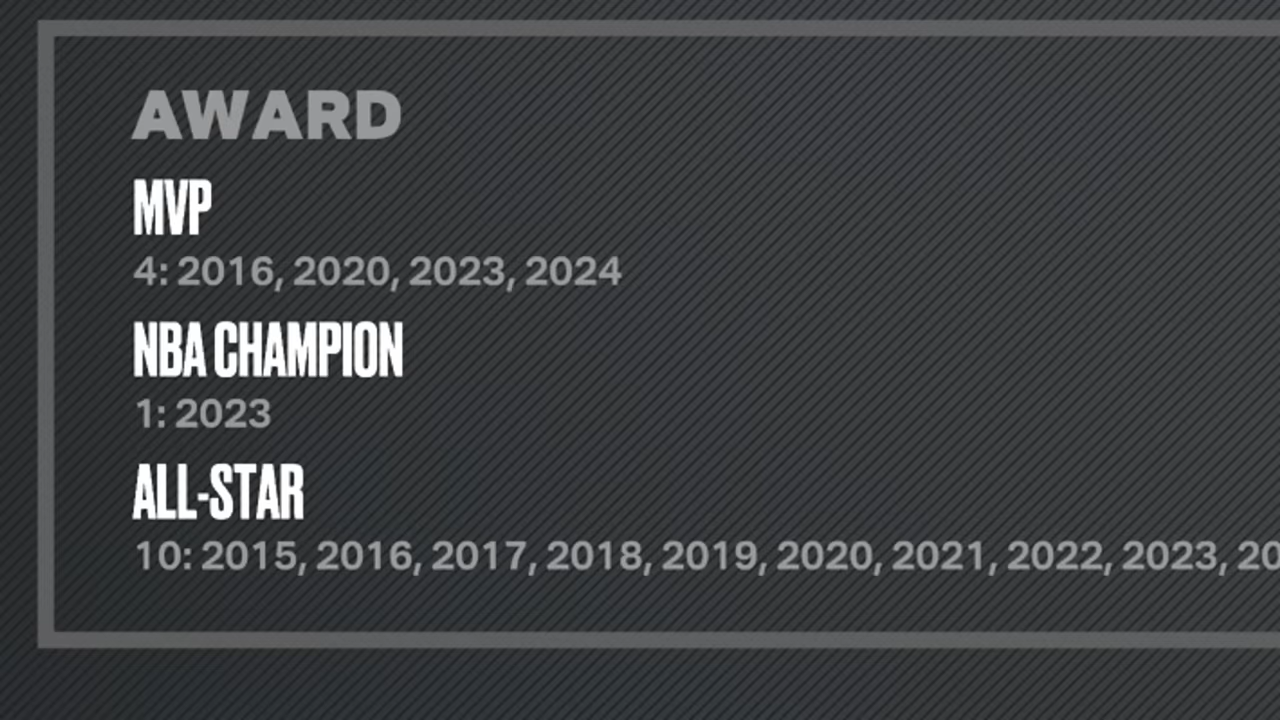 AWARD
MVP
4: 2016, 2020, 2023, 2024
NBA CHAMPION
1: 2023
ALL-STAR
10: 2015, 2016, 2017, 2018, 2019, 2020, 2021, 2022, 2023, 20